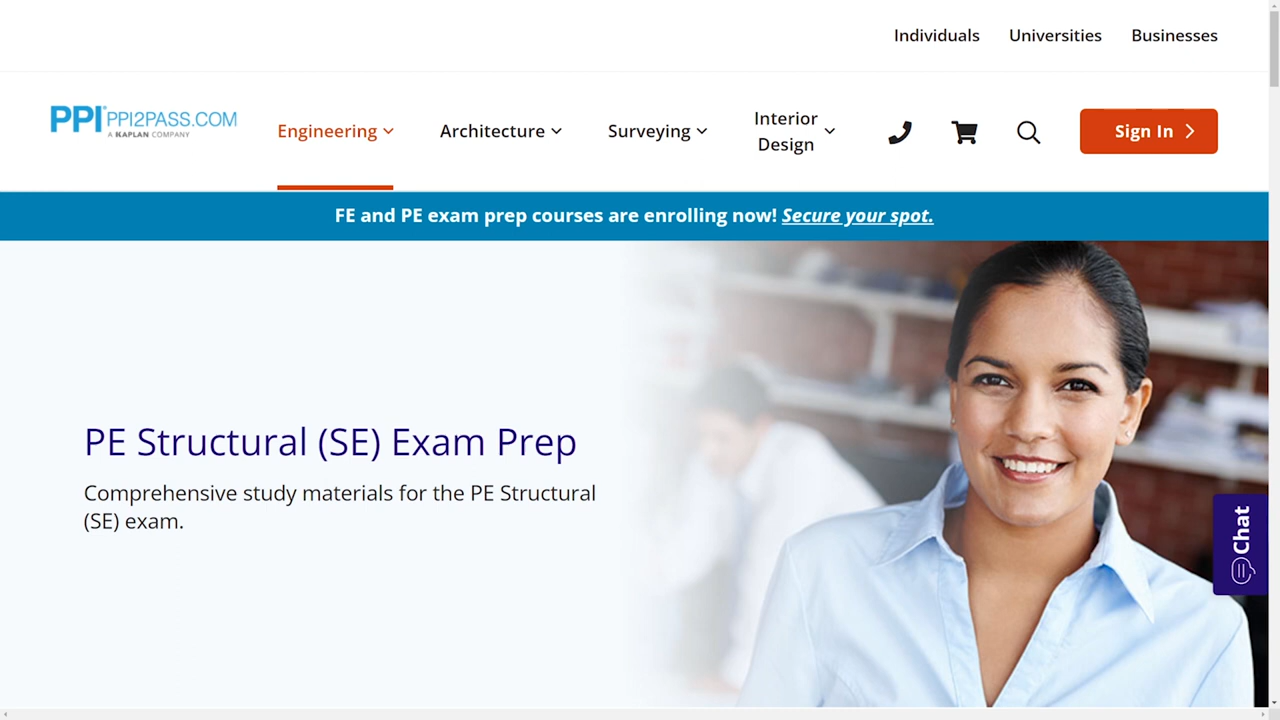 Individuals Universities Businesses
PPI® PPI2PASS.COM
A KAPLAN COMPANY
Engineering
Architecture
Surveying
Interior
Design
Sign In
FE and PE exam prep courses are enrolling now! Secure your spot.
PE Structural (SE) Exam Prep
Comprehensive study materials for the PE Structural
(SE) exam.
Chat